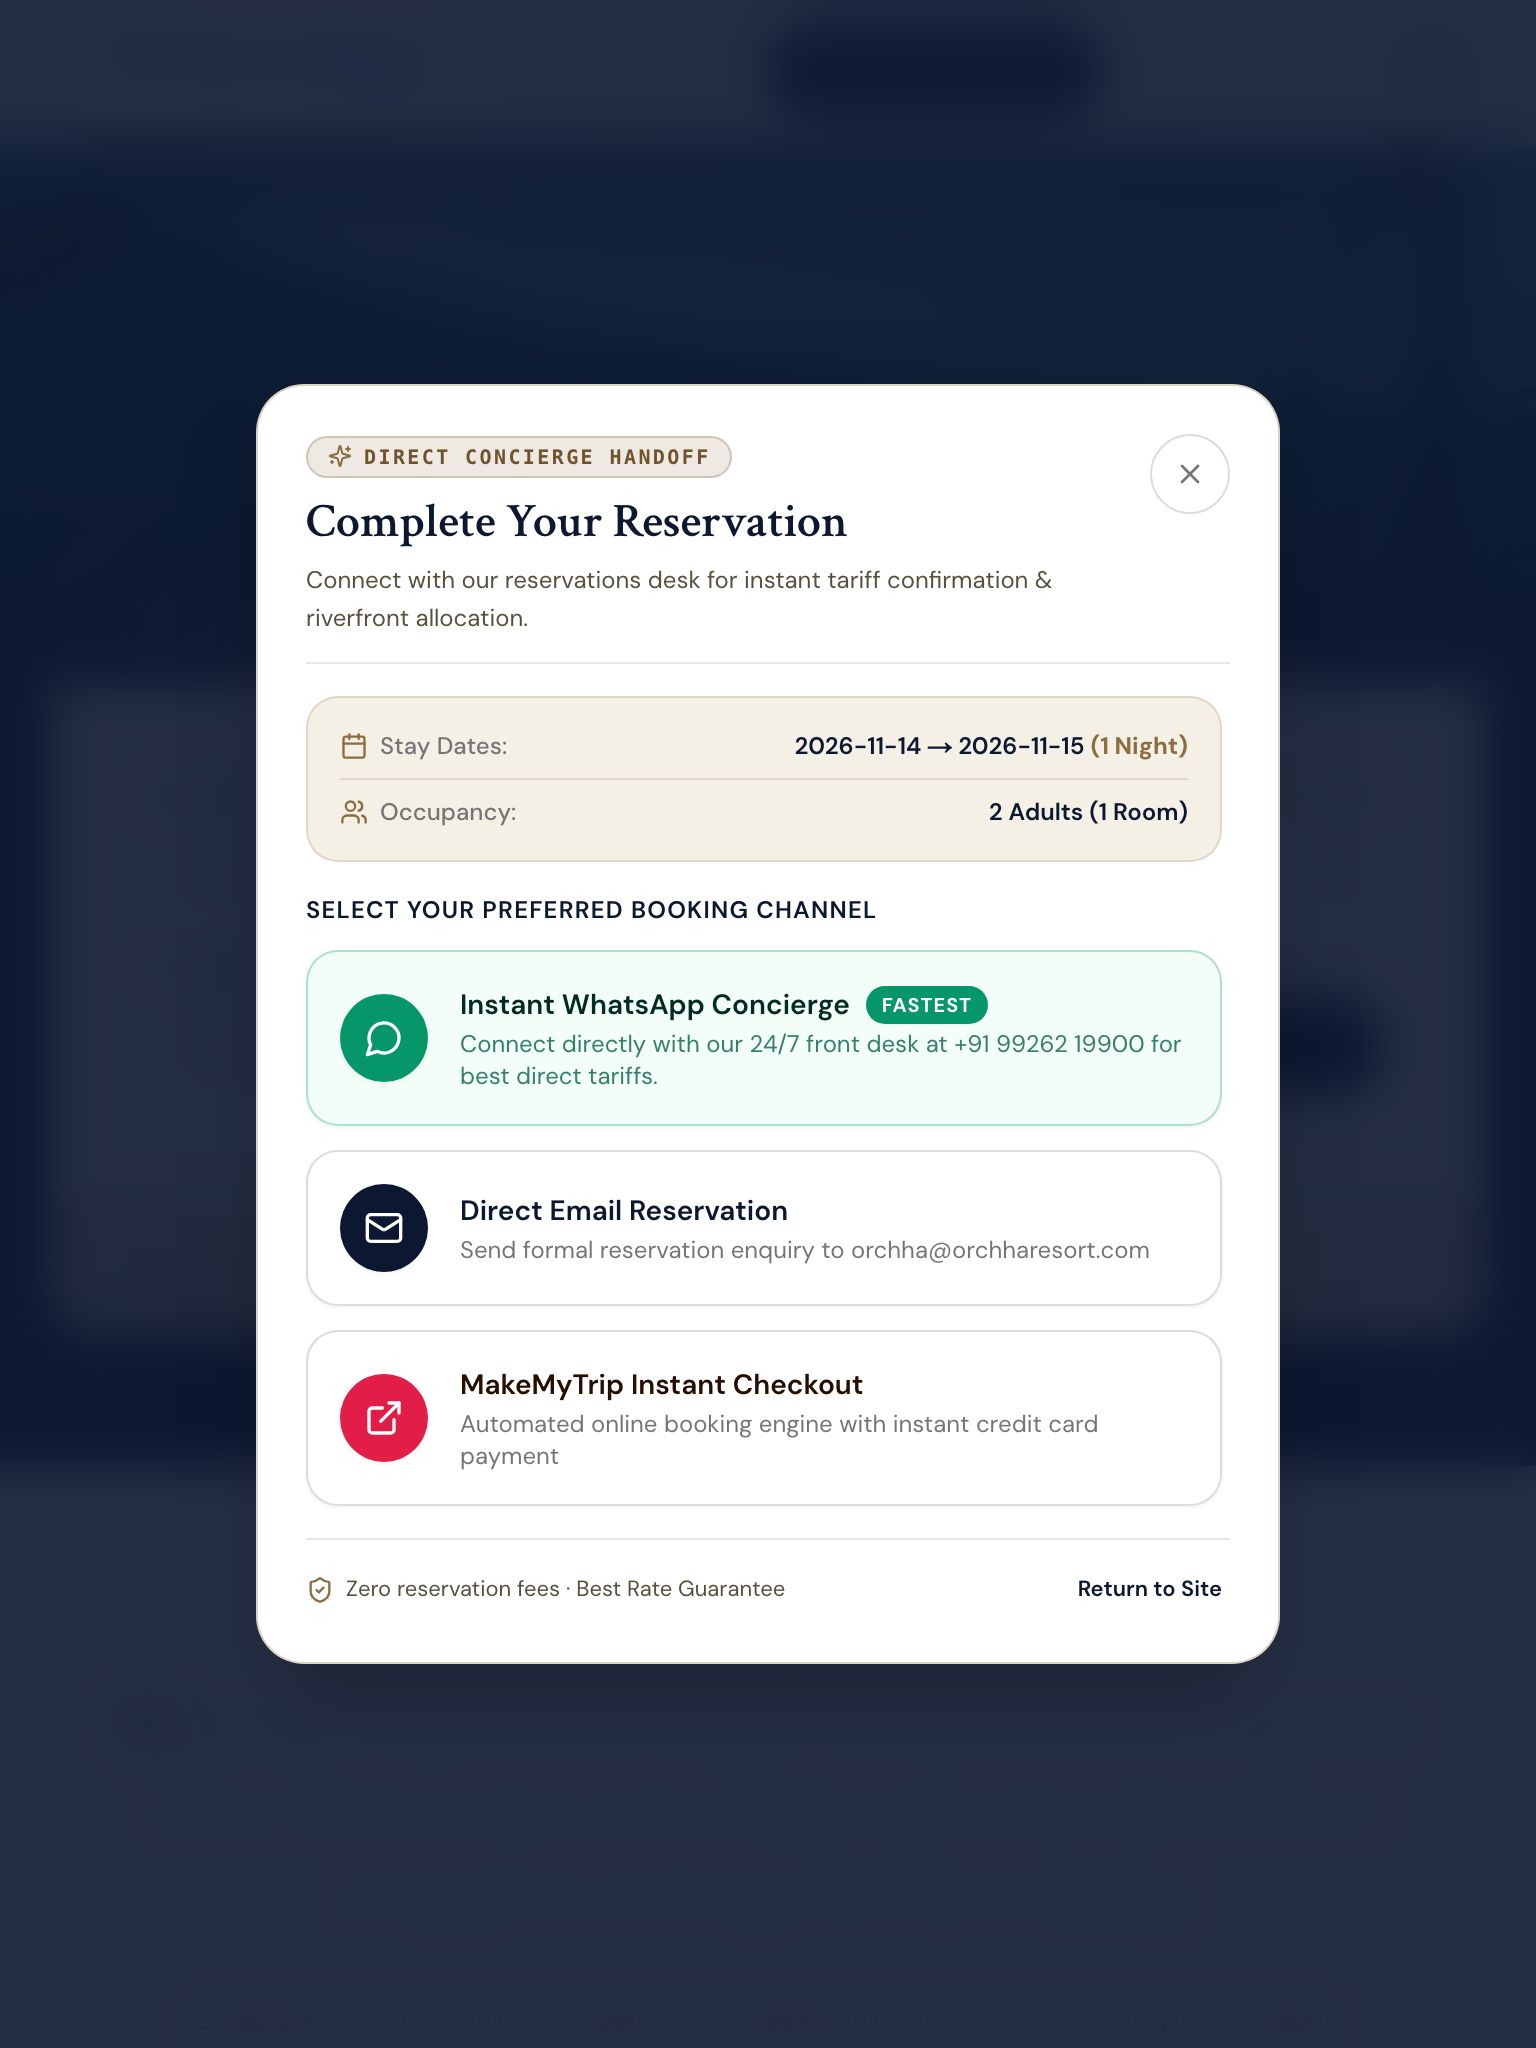 DIRECT CONCIERGE HANDOFF
Complete Your Reservation
Connect with our reservations desk for instant tariff confirmation &
riverfront allocation.
Stay Dates: 2026-11-14 → 2026-11-15 (1 Night)
Occupancy: 2 Adults (1 Room)
SELECT YOUR PREFERRED BOOKING CHANNEL
Instant WhatsApp Concierge FASTEST
Connect directly with our 24/7 front desk at +91 99262 19900 for
best direct tariffs.
Direct Email Reservation
Send formal reservation enquiry to orchha@orchharesort.com
MakeMyTrip Instant Checkout
Automated online booking engine with instant credit card
payment
Zero reservation fees · Best Rate Guarantee
Return to Site